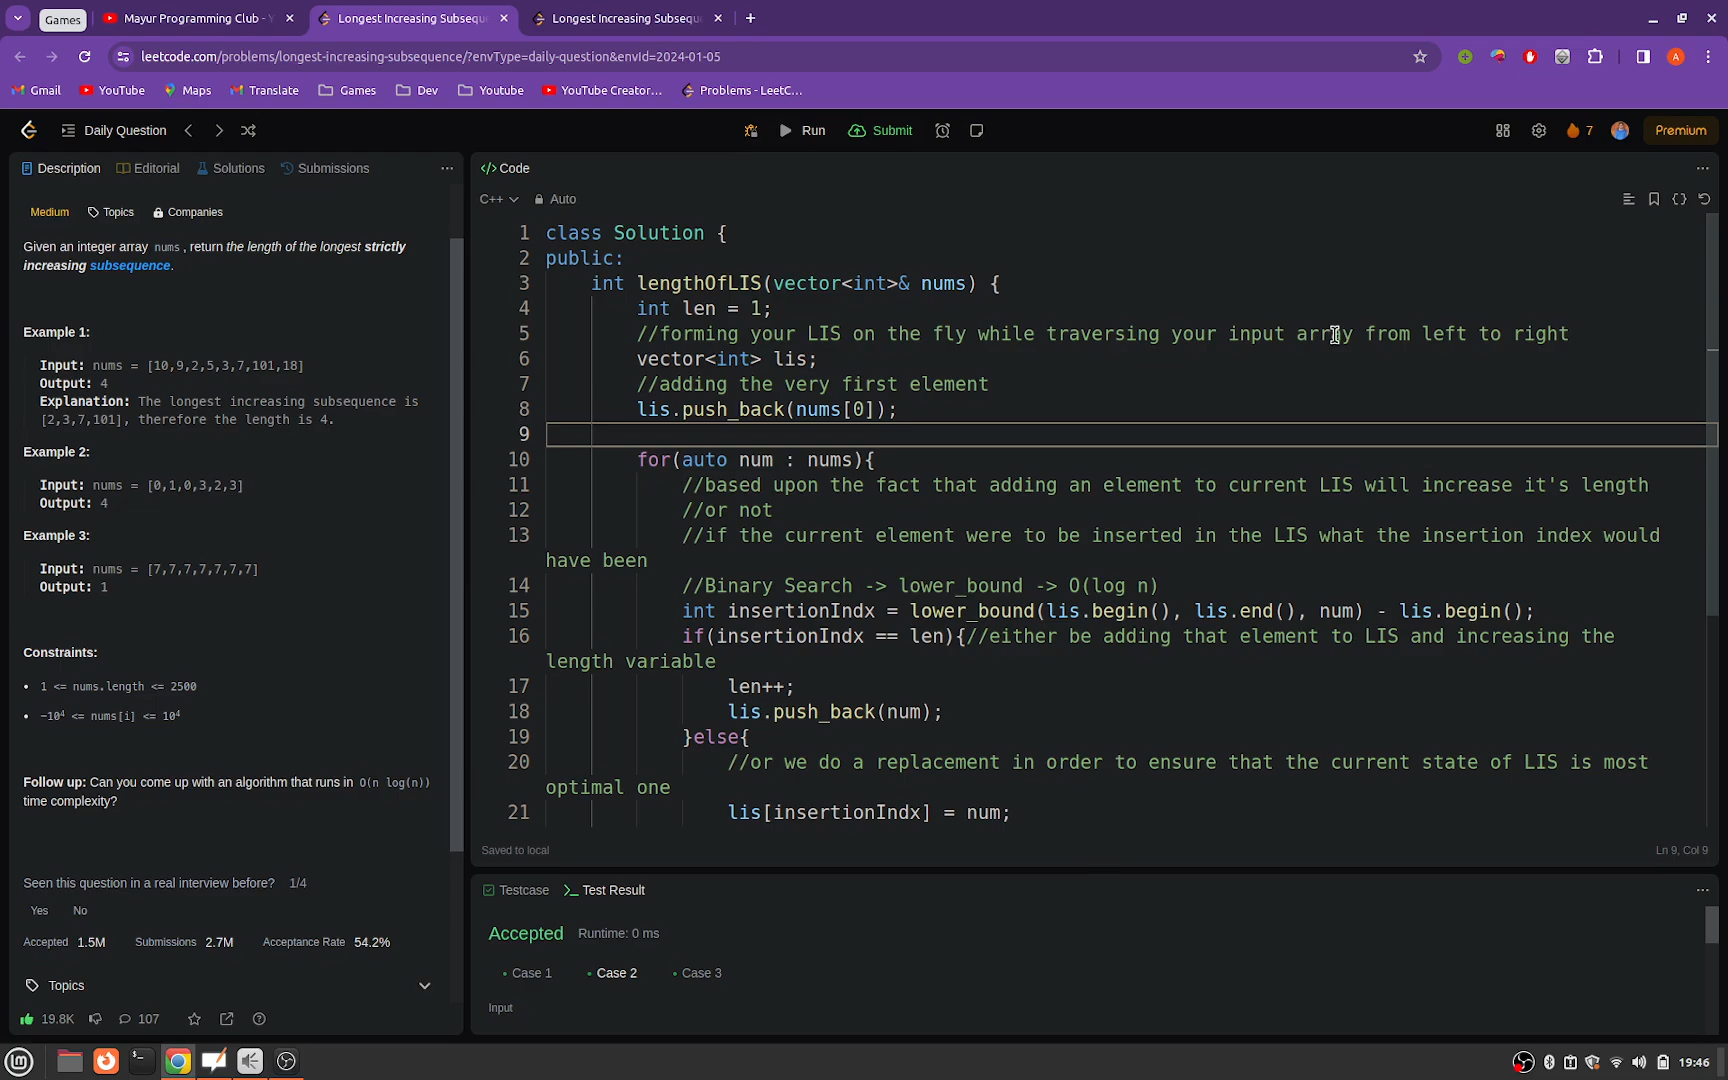 Games
Mayur Programming Club -
Longest Increasing Subsequ
Longest Increasing Subsequ
leetcode.com/problems/longest-increasing-subsequence/?envType=daily-question&envId=2024-01-05
A
Gmail
YouTube
Maps
Translate
Games
Dev
Youtube
YouTube Creator...
Problems - LeetC...
Daily Question
Run
Submit
7
Premium
Description
Editorial
Solutions
Submissions
Medium
Topics
Companies
Given an integer array nums, return the length of the longest strictly
increasing subsequence.
Example 1:
Input: nums = [10,9,2,5,3,7,101,18]
Output: 4
Explanation: The longest increasing subsequence is
[2,3,7,101], therefore the length is 4.
Example 2:
Input: nums = [0,1,0,3,2,3]
Output: 4
Example 3:
Input: nums = [7,7,7,7,7,7,7]
Output: 1
Constraints:
• 1 <= nums.length <= 2500
• -10⁴ <= nums[i] <= 10⁴
Follow up: Can you come up with an algorithm that runs in O(n log(n))
time complexity?
Seen this question in a real interview before? 1/4
Yes No
Accepted 1.5M Submissions 2.7M Acceptance Rate 54.2%
Topics
19.8K 107
</> Code
C++ Auto
1 class Solution {
2 public:
3 int lengthOfLIS(vector<int>& nums) {
4 int len = 1;
5 //forming your LIS on the fly while traversing your input array from left to right
6 vector<int> lis;
7 //adding the very first element
8 lis.push_back(nums[0]);
9
10 for(auto num : nums){
11 //based upon the fact that adding an element to current LIS will increase it's length
12 //or not
13 //if the current element were to be inserted in the LIS what the insertion index would
have been
14 //Binary Search -> lower_bound -> O(log n)
15 int insertionIndx = lower_bound(lis.begin(), lis.end(), num) - lis.begin();
16 if(insertionIndx == len){//either be adding that element to LIS and increasing the
length variable
17 len++;
18 lis.push_back(num);
19 }else{
20 //or we do a replacement in order to ensure that the current state of LIS is most
optimal one
21 lis[insertionIndx] = num;
Saved to local
Ln 9, Col 9
Testcase
Test Result
Accepted Runtime: 0 ms
• Case 1 • Case 2 • Case 3
Input
19:46